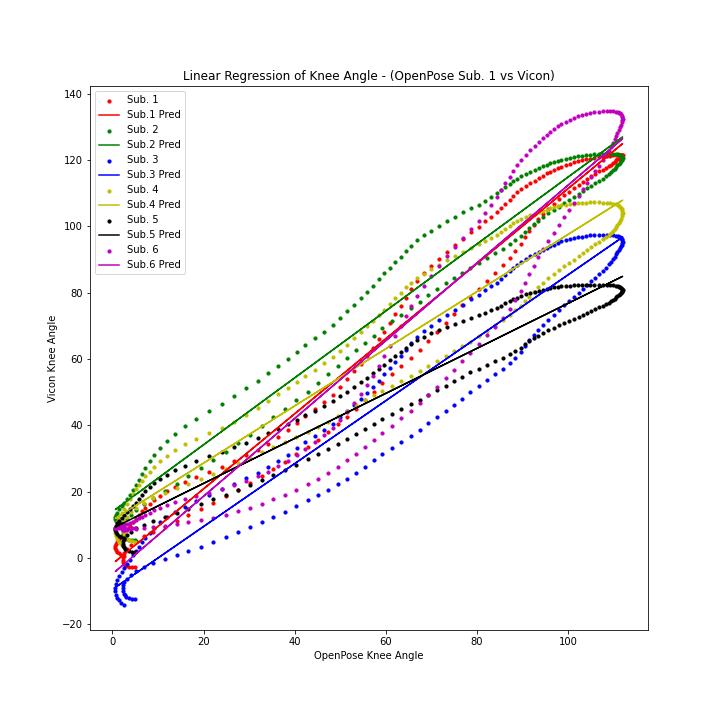 Linear Regression of Knee Angle - (OpenPose Sub. 1 vs Vicon)
Sub. 1
Sub.1 Pred
Sub. 2
Sub.2 Pred
Sub. 3
Sub.3 Pred
Sub. 4
Sub.4 Pred
Sub. 5
Sub.5 Pred
Sub. 6
Sub.6 Pred
Vicon Knee Angle
140
120
100
80
60
40
20
0
−20
0 20 40 60 80 100
OpenPose Knee Angle